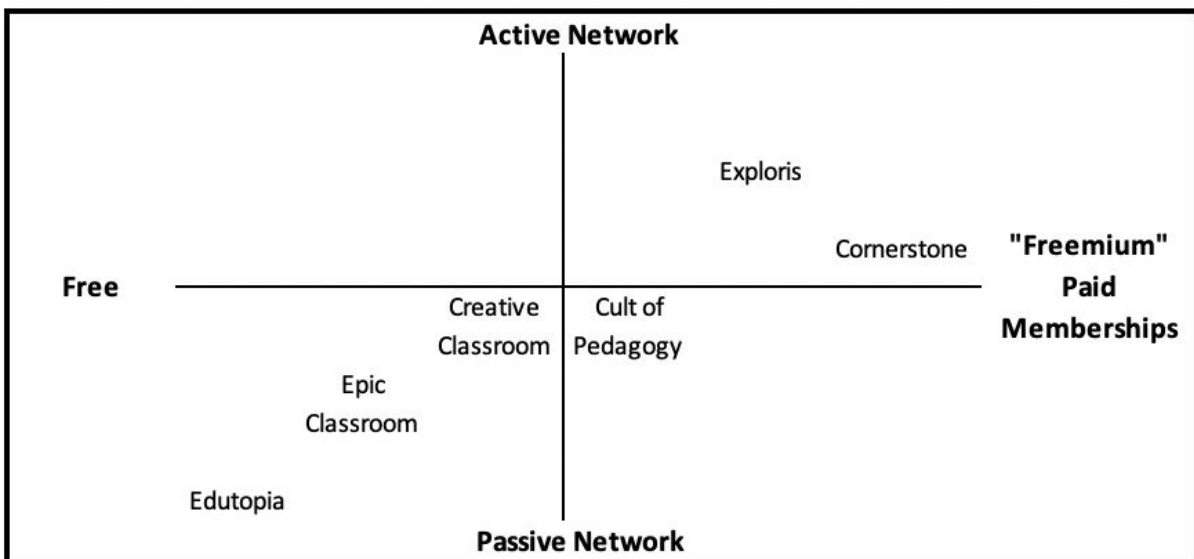 Active Network
Exploris
Cornerstone
"Freemium"
Paid
Memberships
Free
Creative
Classroom
Cult of
Pedagogy
Epic
Classroom
Edutopia
Passive Network